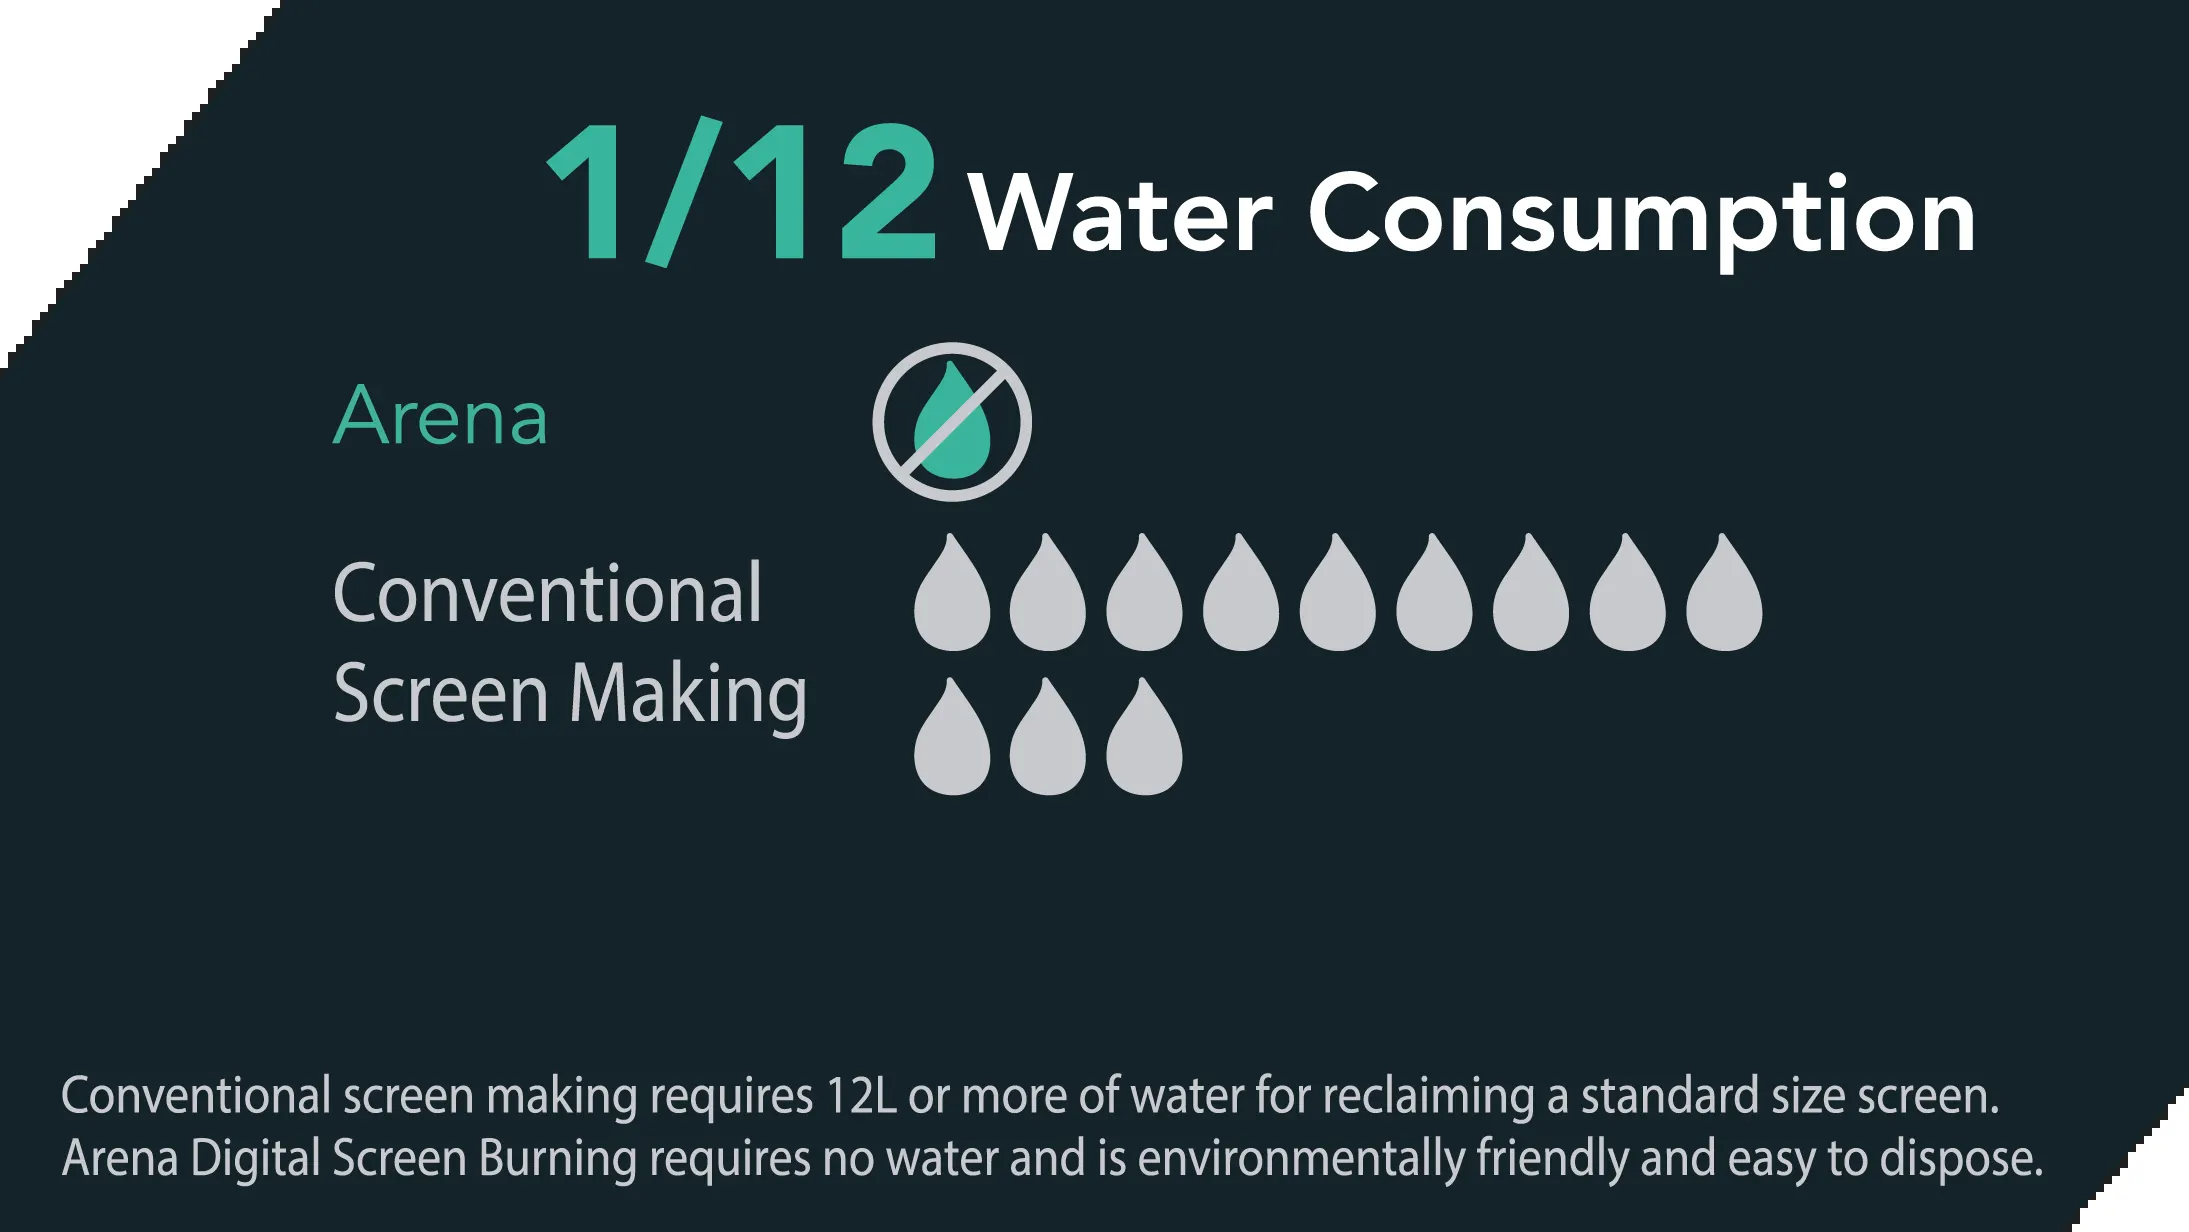 1/12 Water Consumption
Arena
Conventional
Screen Making
Conventional screen making requires 12L or more of water for reclaiming a standard size screen.
Arena Digital Screen Burning requires no water and is environmentally friendly and easy to dispose.